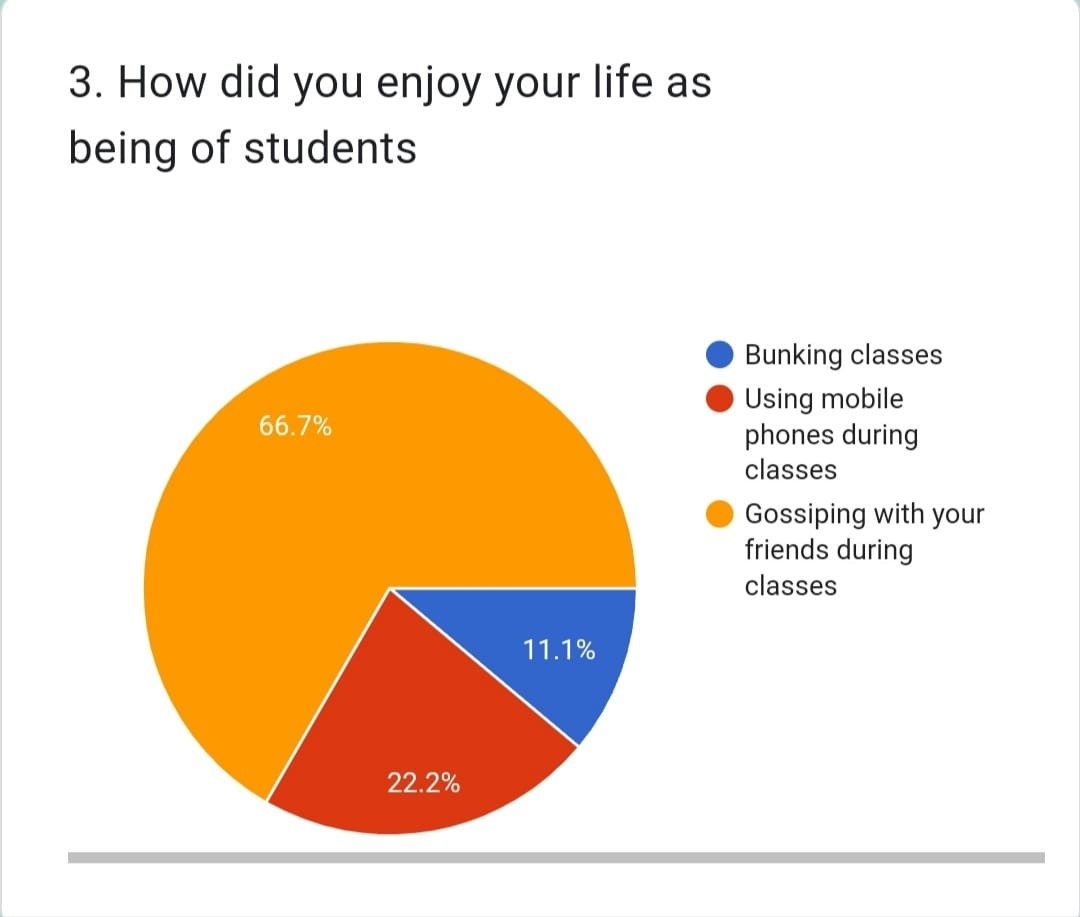 3. How did you enjoy your life as
being of students
66.7%
11.1%
22.2%
Bunking classes
Using mobile
phones during
classes
Gossiping with your
friends during
classes